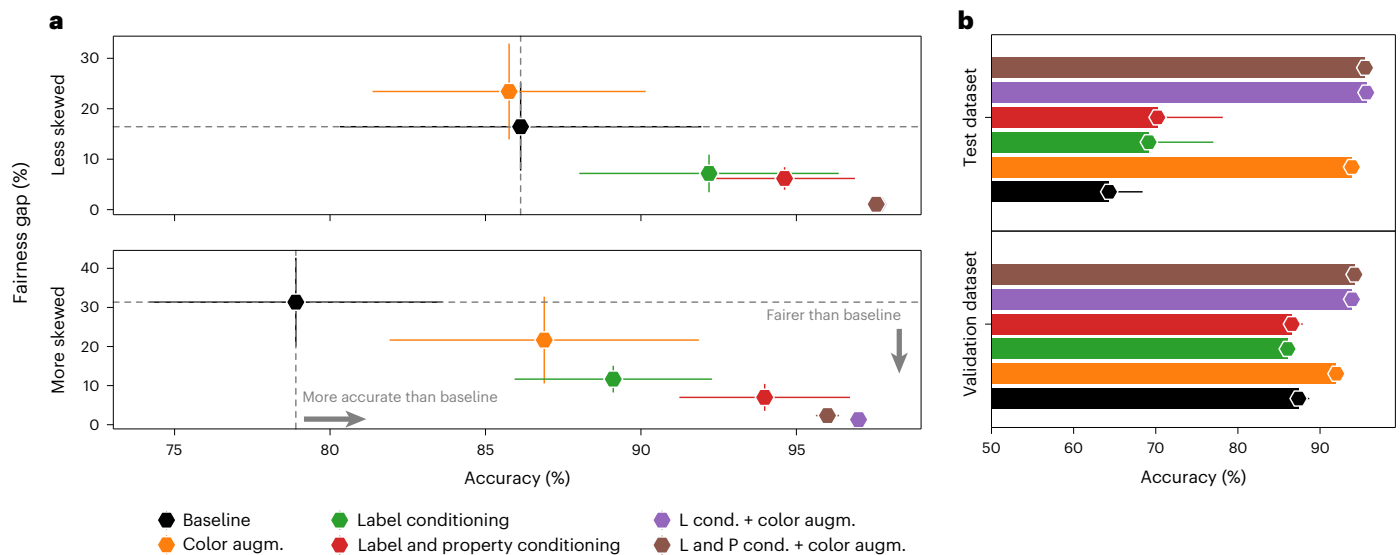 a
Fairness gap (%)
Less skewed
30
20
10
0
More skewed
40
30
20
10
0
Fairer than baseline
More accurate than baseline
75
80
85
90
95
Accuracy (%)
b
Test dataset
Validation dataset
50
60
70
80
90
Accuracy (%)
Baseline
Color augm.
Label conditioning
Label and property conditioning
L cond. + color augm.
L and P cond. + color augm.